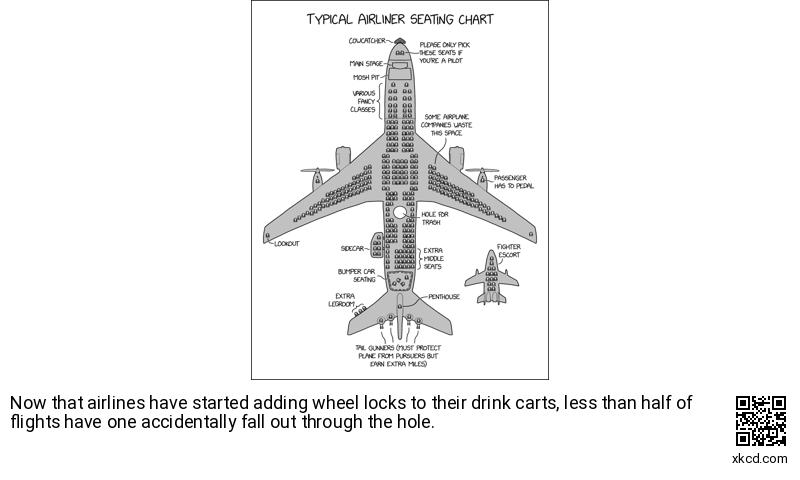 TYPICAL AIRLINER SEATING CHART
COWCATCHER
PLEASE ONLY PICK
THESE SEATS IF
YOU'RE A PILOT
MAIN STAGE
MOSH PIT
VARIOUS
FANCY
CLASSES
SOME AIRPLANE
COMPANIES WASTE
THIS SPACE
PASSENGER
HAS TO PEDAL
HOLE FOR
TRASH
LOOKOUT
SIDECAR
EXTRA
MIDDLE
SEATS
FIGHTER
ESCORT
BUMPER CAR
SEATING
EXTRA
LEGROOM
PENTHOUSE
TAIL GUNNERS (MUST PROTECT
PLANE FROM PURSUERS BUT
EARN EXTRA MILES)
Now that airlines have started adding wheel locks to their drink carts, less than half of
flights have one accidentally fall out through the hole.
xkcd.com